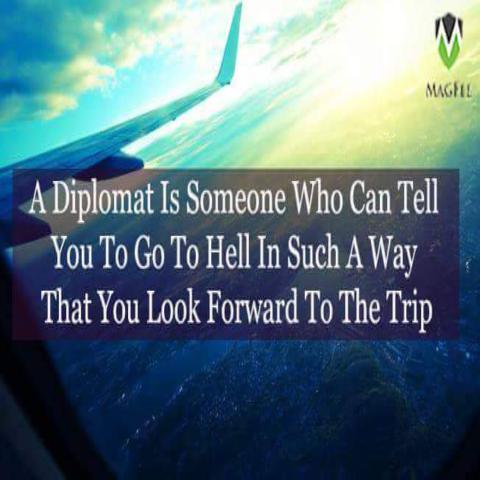 MagFel
A Diplomat Is Someone Who Can Tell
You To Go To Hell In Such A Way
That You Look Forward To The Trip